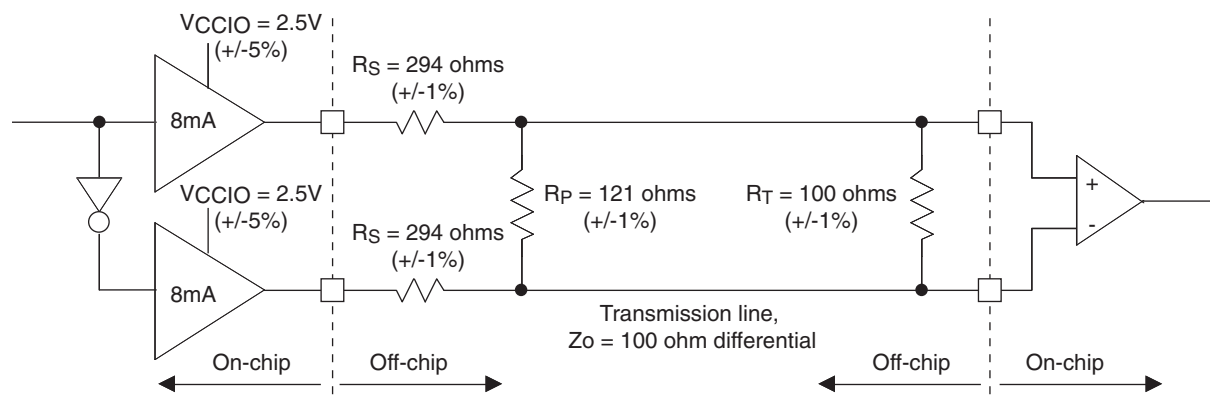 VCCIO = 2.5V
(+/-5%)
8mA
RS = 294 ohms
(+/-1%)
VCCIO = 2.5V
(+/-5%)
8mA
RS = 294 ohms
(+/-1%)
RP = 121 ohms
(+/-1%)
RT = 100 ohms
(+/-1%)
+
-
Transmission line,
Zo = 100 ohm differential
On-chip
Off-chip
Off-chip
On-chip